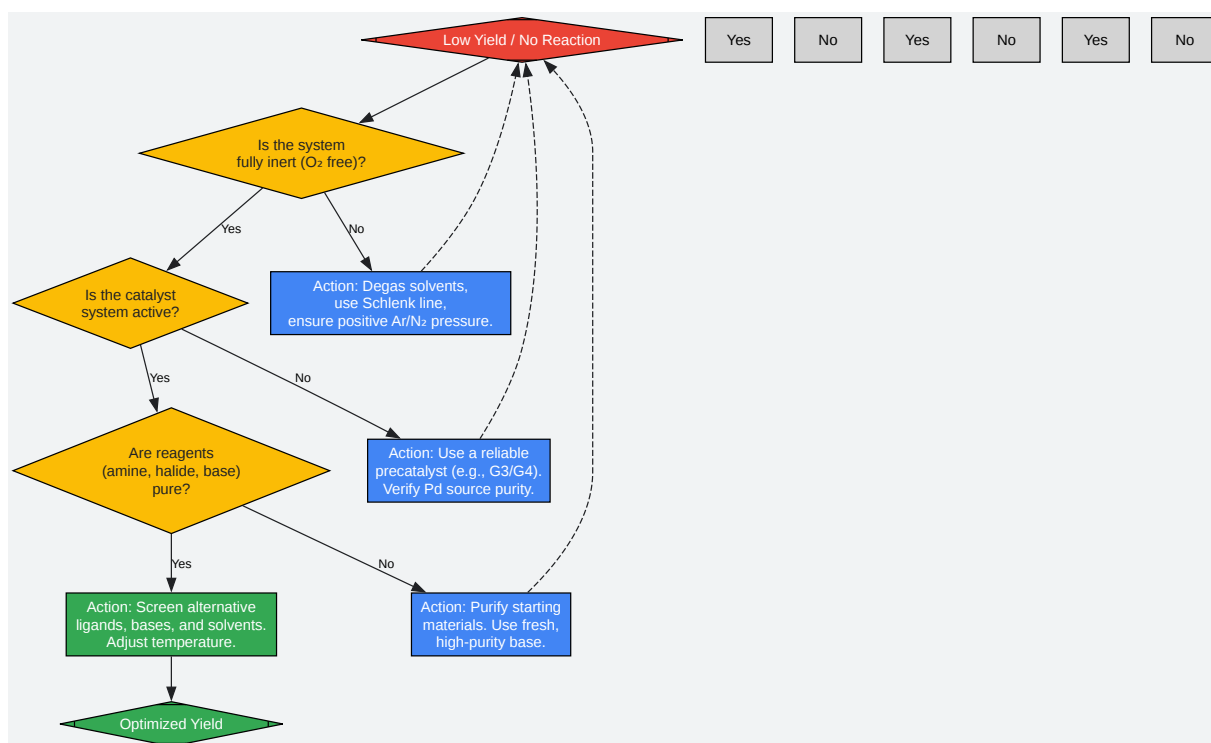 Low Yield / No Reaction
Yes
No
Yes
No
Yes
No
Is the system
fully inert (O₂ free)?
Yes
No
Is the catalyst
system active?
Action: Degas solvents,
use Schlenk line,
ensure positive Ar/N₂ pressure.
Yes
No
Are reagents
(amine, halide, base)
pure?
Action: Use a reliable
precatalyst (e.g., G3/G4).
Verify Pd source purity.
Yes
No
Action: Screen alternative
ligands, bases, and solvents.
Adjust temperature.
Action: Purify starting
materials. Use fresh,
high-purity base.
Optimized Yield